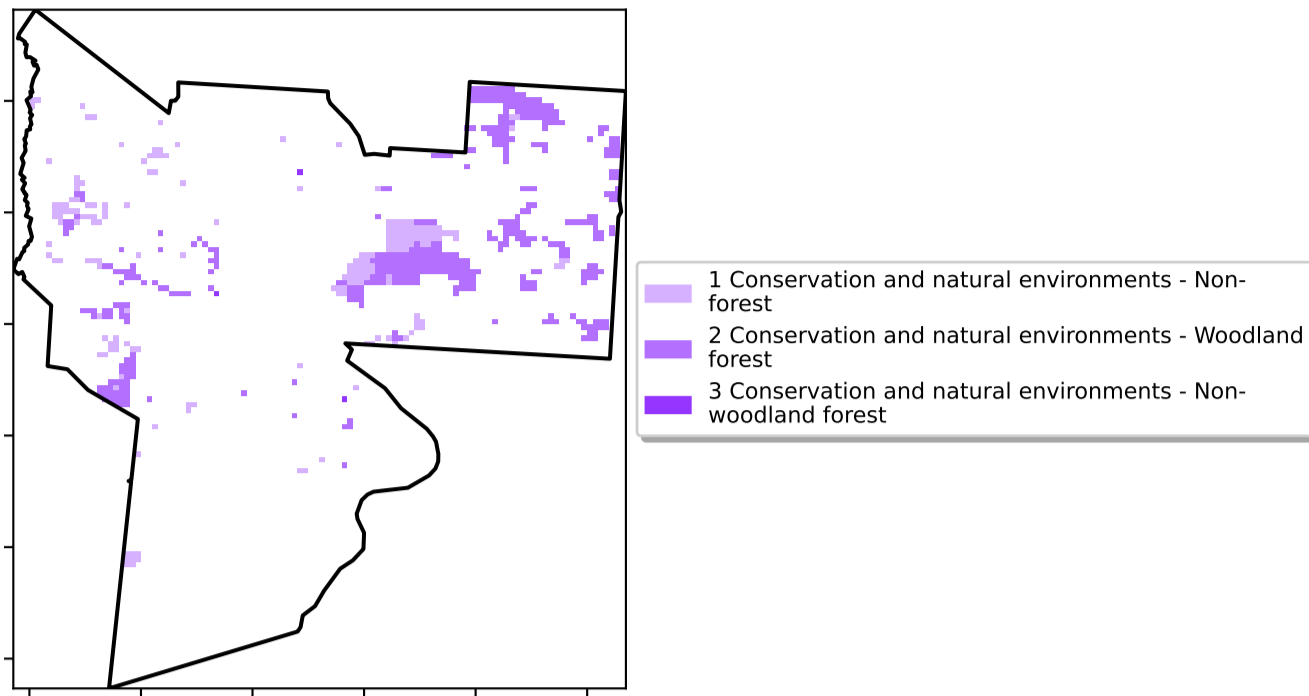 1 Conservation and natural environments - Non-
forest
2 Conservation and natural environments - Woodland
forest
3 Conservation and natural environments - Non-
woodland forest